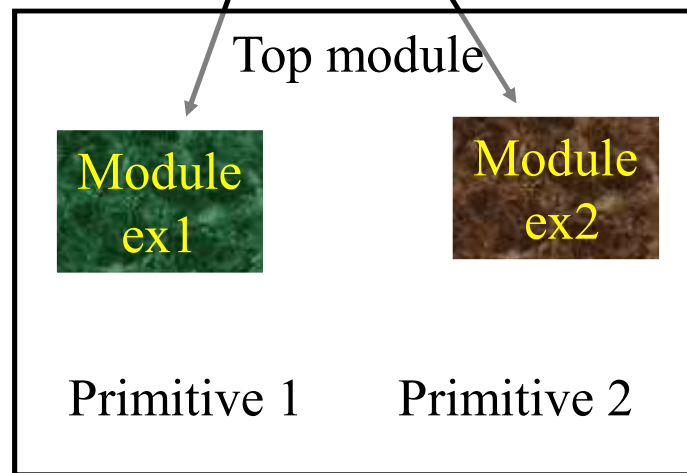 Top module
Module
ex1
Module
ex2
Primitive 1
Primitive 2